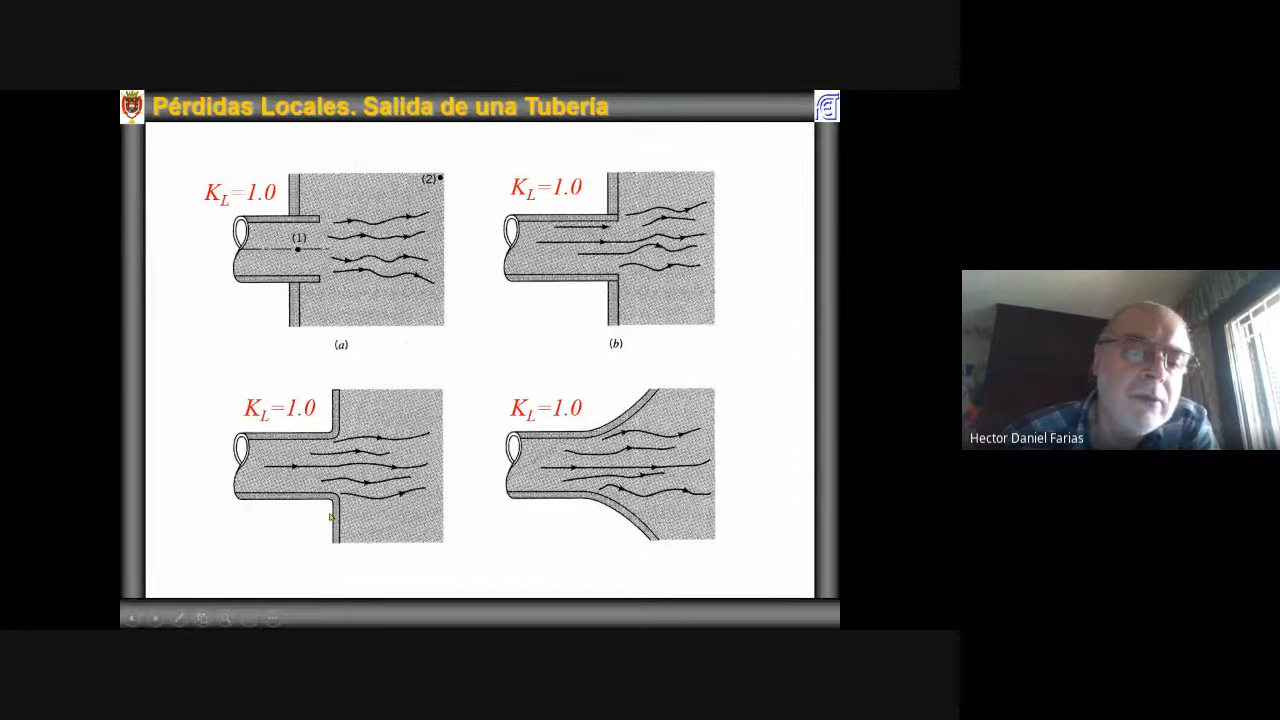 Pérdidas Locales. Salida de una Tubería
K_L=1.0
(2)
(1)
(a)
K_L=1.0
(b)
K_L=1.0
K_L=1.0
Hector Daniel Farias